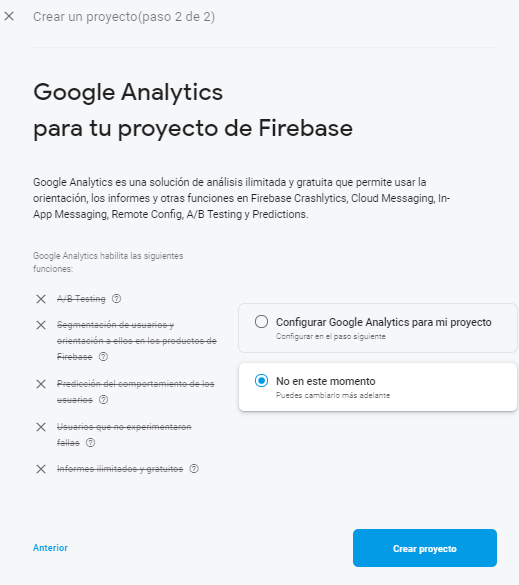 Crear un proyecto(paso 2 de 2)
Google Analytics
para tu proyecto de Firebase
Google Analytics es una solución de análisis ilimitada y gratuita que permite usar la
orientación, los informes y otras funciones en Firebase Crashlytics, Cloud Messaging, In-
App Messaging, Remote Config, A/B Testing y Predictions.
Google Analytics habilita las siguientes
funciones:
A/B Testing
Segmentación de usuarios y
orientación a ellos en los productos de
Firebase
Predicción del comportamiento de los
usuarios
Usuarios que no experimentaron
fallas
Informes ilimitados y gratuitos
Configurar Google Analytics para mi proyecto
Configurar en el paso siguiente
No en este momento
Puedes cambiarlo más adelante
Anterior
Crear proyecto